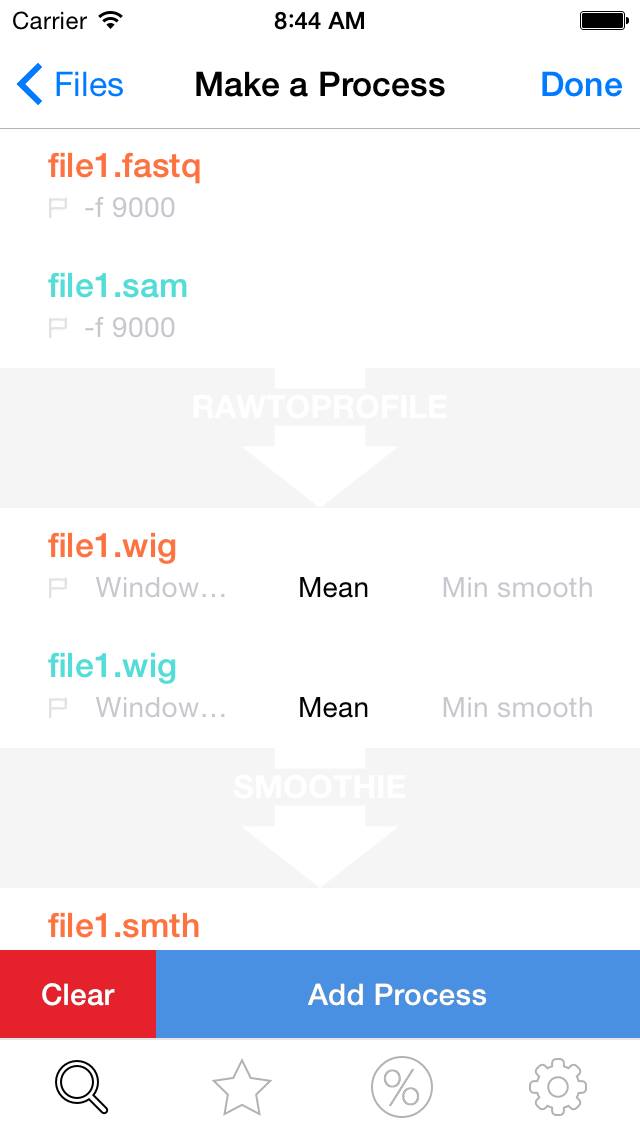 Carrier 8:44 AM
Files Make a Process Done
file1.fastq
-f 9000
file1.sam
-f 9000
RAWTOPROFILE
file1.wig
Window… Mean Min smooth
file1.wig
Window… Mean Min smooth
SMOOTHIE
file1.smth
Clear Add Process
%